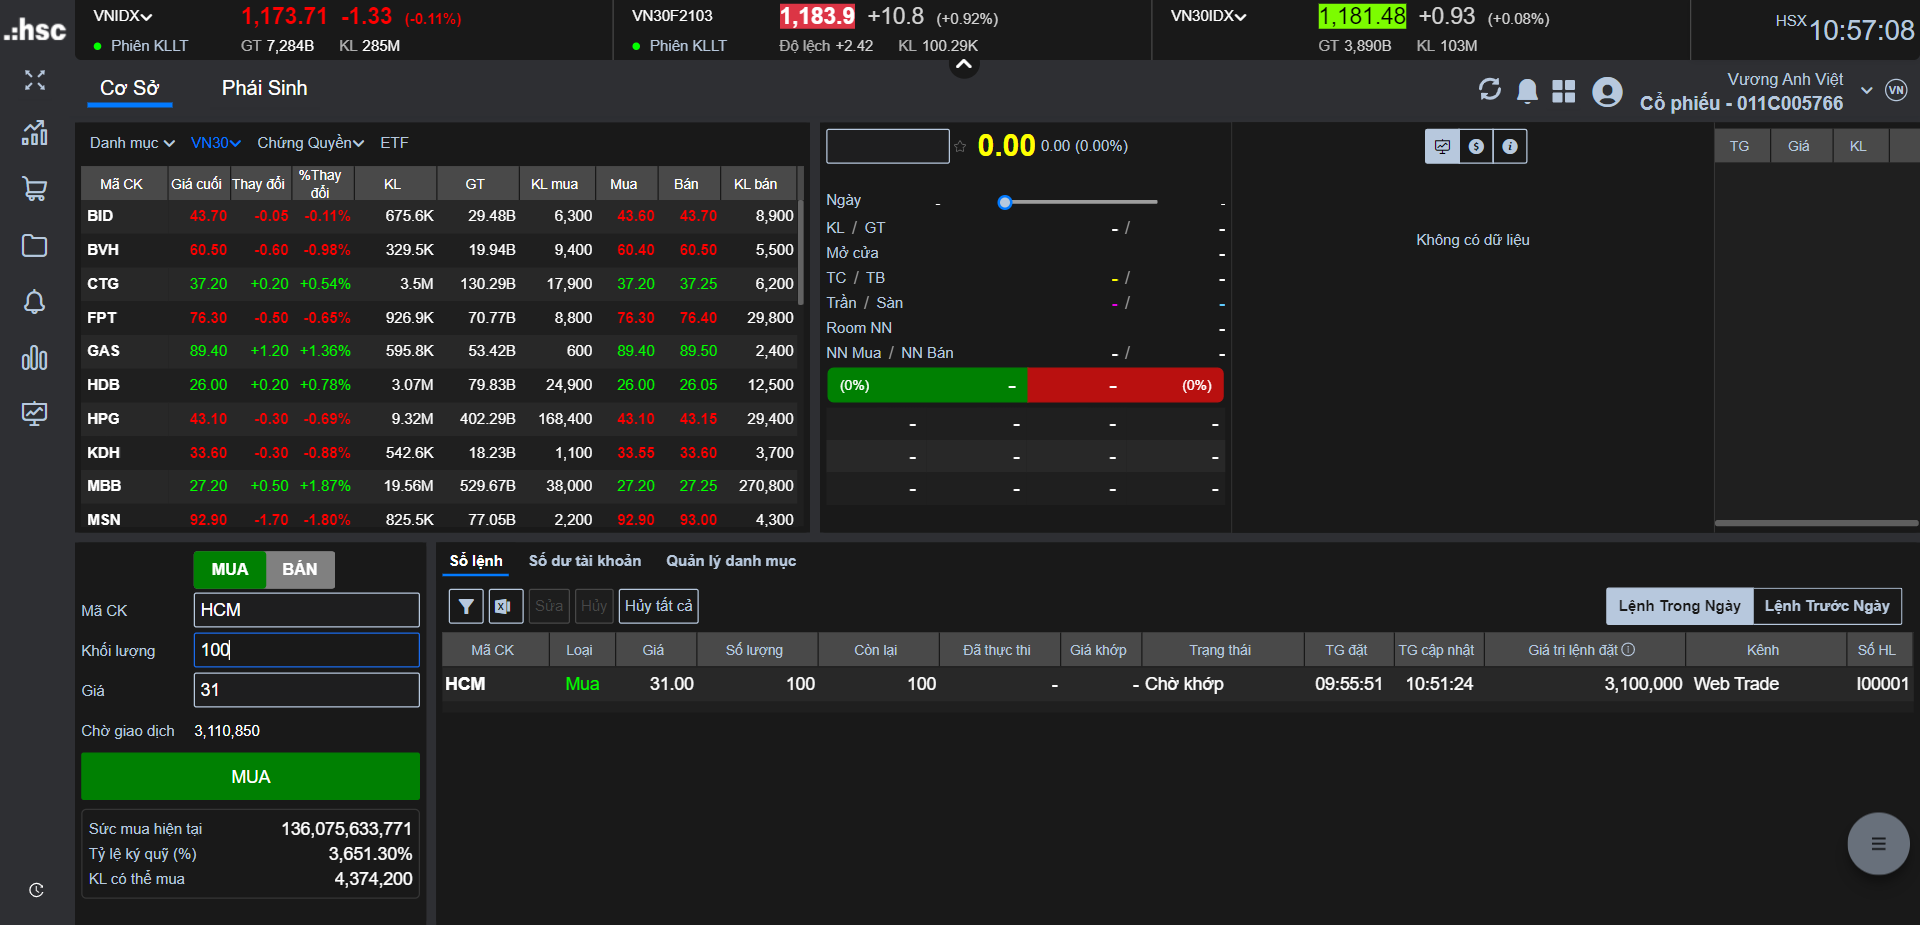 .:hsc
VNIDX 1,173.71 -1.33 (-0.11%)
Phiên KLLT GT 7,284B KL 285M
VN30F2103 1,183.9 +10.8 (+0.92%)
Phiên KLLT Độ lệch +2.42 KL 100.29K
VN30IDX 1,181.48 +0.93 (+0.08%)
GT 3,890B KL 103M
HSX 10:57:08
Cơ Sở Phái Sinh
Vương Anh Việt
Cổ phiếu - 011C005766
VN
Danh mục VN30 Chứng Quyền ETF
Mã CK Giá cuối Thay đổi %Thay đổi KL GT KL mua Mua Bán KL bán
BID 43.70 -0.05 -0.11% 675.6K 29.48B 6,300 43.60 43.70 8,900
BVH 60.50 -0.60 -0.98% 329.5K 19.94B 9,400 60.40 60.50 5,500
CTG 37.20 +0.20 +0.54% 3.5M 130.29B 17,900 37.20 37.25 6,200
FPT 76.30 -0.50 -0.65% 926.9K 70.77B 8,800 76.30 76.40 29,800
GAS 89.40 +1.20 +1.36% 595.8K 53.42B 600 89.40 89.50 2,400
HDB 26.00 +0.20 +0.78% 3.07M 79.83B 24,900 26.00 26.05 12,500
HPG 43.10 -0.30 -0.69% 9.32M 402.29B 168,400 43.10 43.15 29,400
KDH 33.60 -0.30 -0.88% 542.6K 18.23B 1,100 33.55 33.60 3,700
MBB 27.20 +0.50 +1.87% 19.56M 529.67B 38,000 27.20 27.25 270,800
MSN 92.90 -1.70 -1.80% 825.5K 77.05B 2,200 92.90 93.00 4,300
0.00 0.00 (0.00%)
Ngày - -
KL / GT - / -
Mở cửa -
TC / TB - / -
Trần / Sàn - / -
Room NN -
NN Mua / NN Bán - / -
(0%) - - (0%)
- - - -
- - - -
- - - -
Không có dữ liệu
TG Giá KL
MUA BÁN
Mã CK HCM
Khối lượng 100
Giá 31
Chờ giao dịch 3,110,850
MUA
Sức mua hiện tại 136,075,633,771
Tỷ lệ ký quỹ (%) 3,651.30%
KL có thể mua 4,374,200
Sổ lệnh Số dư tài khoản Quản lý danh mục
Sửa Hủy Hủy tất cả
Lệnh Trong Ngày Lệnh Trước Ngày
Mã CK Loại Giá Số lượng Còn lại Đã thực thi Giá khớp Trạng thái TG đặt TG cập nhật Giá trị lệnh đặt Kênh Số HL
HCM Mua 31.00 100 100 - - Chờ khớp 09:55:51 10:51:24 3,100,000 Web Trade I00001